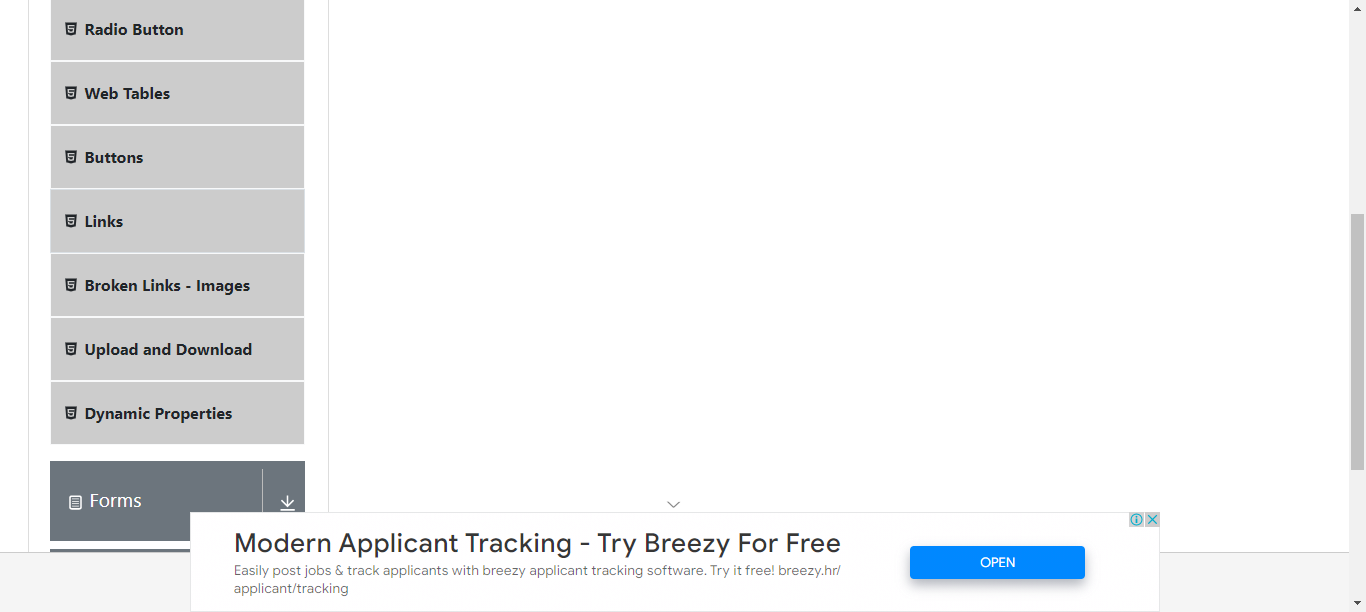 Radio Button
Web Tables
Buttons
Links
Broken Links - Images
Upload and Download
Dynamic Properties
Forms
Modern Applicant Tracking - Try Breezy For Free
Easily post jobs & track applicants with breezy applicant tracking software. Try it free! breezy.hr/
applicant/tracking
OPEN